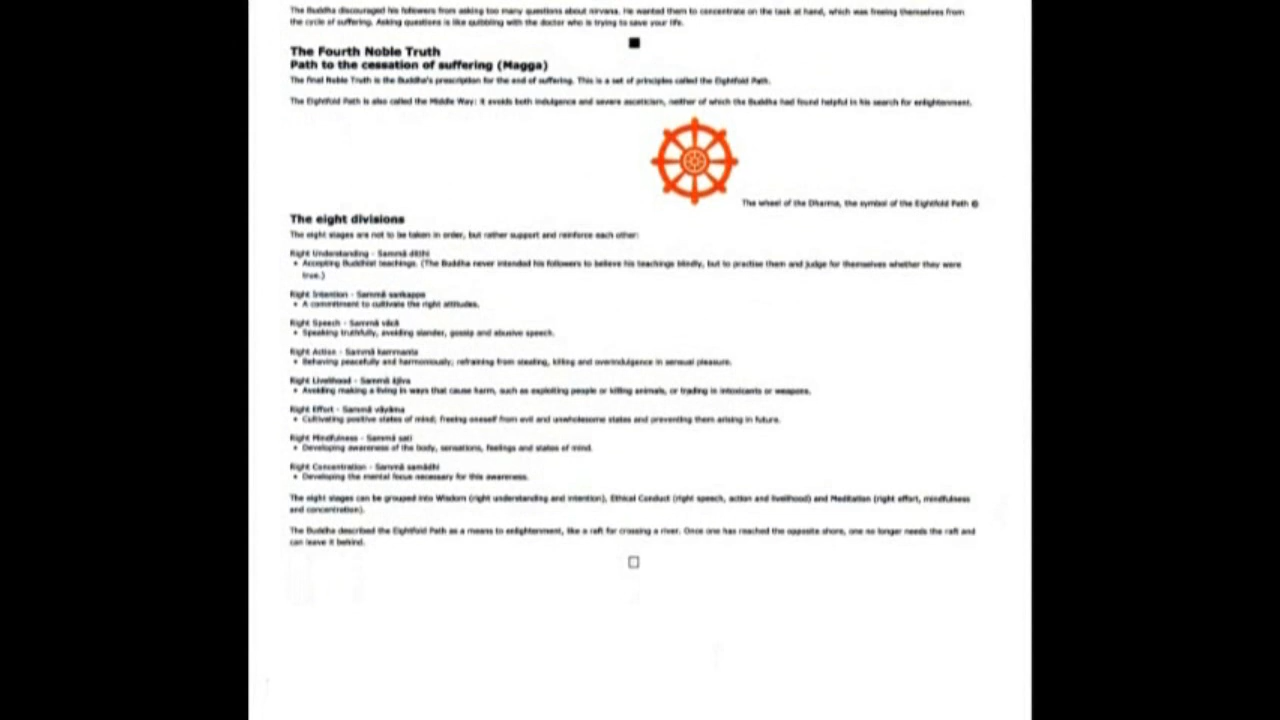 The Buddha discouraged his followers from asking too many questions about nirvana. He wanted them to concentrate on the task at hand, which was freeing themselves from
the cycle of suffering. Asking questions is like quibbling with the doctor who is trying to save your life.
The Fourth Noble Truth
Path to the cessation of suffering (Magga)
The final Noble Truth is the Buddha's prescription for the end of suffering. This is a set of principles called the Eightfold Path.
The Eightfold Path is also called the Middle Way: it avoids both indulgence and severe asceticism, neither of which the Buddha had found helpful in his search for enlightenment.
The wheel of the Dharma, the symbol of the Eightfold Path ©
The eight divisions
The eight stages are not to be taken in order, but rather support and reinforce each other:
Right Understanding - Sammā ditthi
• Accepting Buddhist teachings. (The Buddha never intended his followers to believe his teachings blindly, but to practise them and judge for themselves whether they were
true.)
Right Intention - Sammā sankappa
• A commitment to cultivate the right attitudes.
Right Speech - Sammā vācā
• Speaking truthfully, avoiding slander, gossip and abusive speech.
Right Action - Sammā kammanta
• Behaving peacefully and harmoniously; refraining from stealing, killing and overindulgence in sensual pleasure.
Right Livelihood - Sammā ājīva
• Avoiding making a living in ways that cause harm, such as exploiting people or killing animals, or trading in intoxicants or weapons.
Right Effort - Sammā vāyāma
• Cultivating positive states of mind; freeing oneself from evil and unwholesome states and preventing them arising in future.
Right Mindfulness - Sammā sati
• Developing awareness of the body, sensations, feelings and states of mind.
Right Concentration - Sammā samādhi
• Developing the mental focus necessary for this awareness.
The eight stages can be grouped into Wisdom (right understanding and intention), Ethical Conduct (right speech, action and livelihood) and Meditation (right effort, mindfulness
and concentration).
The Buddha described the Eightfold Path as a means to enlightenment, like a raft for crossing a river. Once one has reached the opposite shore, one no longer needs the raft and
can leave it behind.